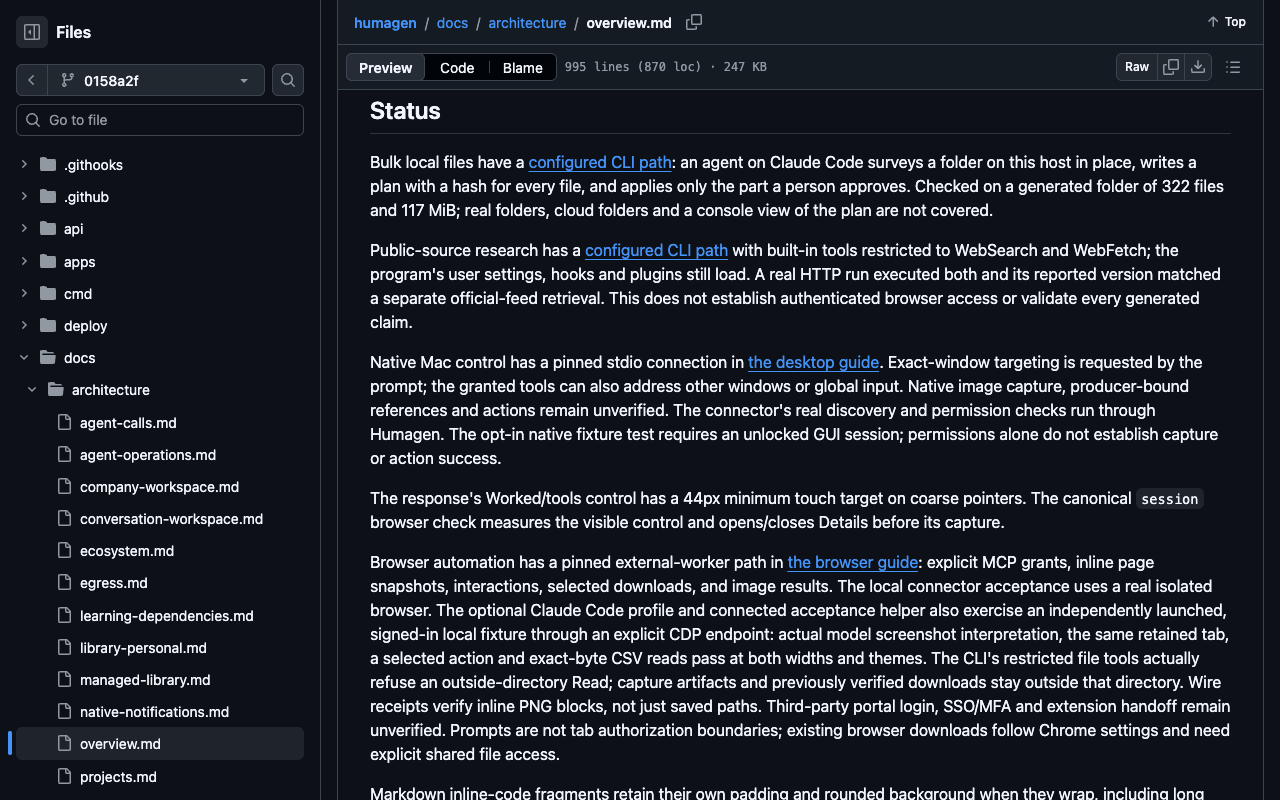 Files
humagen / docs / architecture / overview.md
Top
0158a2f
Preview Code Blame 995 lines (870 loc) · 247 KB
Raw
Go to file
.githooks
.github
api
apps
cmd
deploy
docs
architecture
agent-calls.md
agent-operations.md
company-workspace.md
conversation-workspace.md
ecosystem.md
egress.md
learning-dependencies.md
library-personal.md
managed-library.md
native-notifications.md
overview.md
projects.md
Status
Bulk local files have a configured CLI path: an agent on Claude Code surveys a folder on this host in place, writes a
plan with a hash for every file, and applies only the part a person approves. Checked on a generated folder of 322 files
and 117 MiB; real folders, cloud folders and a console view of the plan are not covered.
Public-source research has a configured CLI path with built-in tools restricted to WebSearch and WebFetch; the
program's user settings, hooks and plugins still load. A real HTTP run executed both and its reported version matched
a separate official-feed retrieval. This does not establish authenticated browser access or validate every generated
claim.
Native Mac control has a pinned stdio connection in the desktop guide. Exact-window targeting is requested by the
prompt; the granted tools can also address other windows or global input. Native image capture, producer-bound
references and actions remain unverified. The connector's real discovery and permission checks run through
Humagen. The opt-in native fixture test requires an unlocked GUI session; permissions alone do not establish capture
or action success.
The response's Worked/tools control has a 44px minimum touch target on coarse pointers. The canonical session
browser check measures the visible control and opens/closes Details before its capture.
Browser automation has a pinned external-worker path in the browser guide: explicit MCP grants, inline page
snapshots, interactions, selected downloads, and image results. The local connector acceptance uses a real isolated
browser. The optional Claude Code profile and connected acceptance helper also exercise an independently launched,
signed-in local fixture through an explicit CDP endpoint: actual model screenshot interpretation, the same retained tab,
a selected action and exact-byte CSV reads pass at both widths and themes. The CLI's restricted file tools actually
refuse an outside-directory Read; capture artifacts and previously verified downloads stay outside that directory. Wire
receipts verify inline PNG blocks, not just saved paths. Third-party portal login, SSO/MFA and extension handoff remain
unverified. Prompts are not tab authorization boundaries; existing browser downloads follow Chrome settings and need
explicit shared file access.
Markdown inline-code fragments retain their own padding and rounded background when they wrap, including long